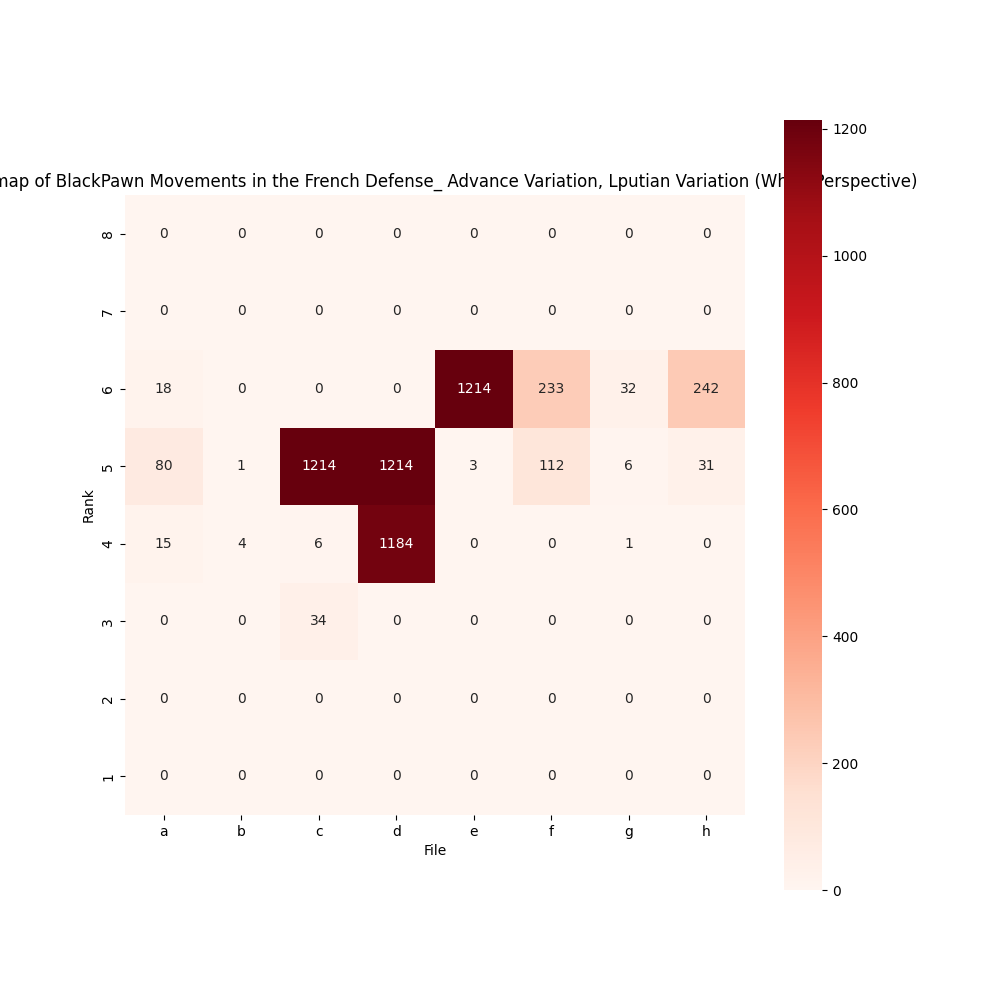 map of BlackPawn Movements in the French Defense_ Advance Variation, Lputian Variation (Wh Perspective)
1200
1000
800
600
400
200
0
Rank
8 0 0 0 0 0 0 0 0
7 0 0 0 0 0 0 0 0
6 18 0 0 0 1214 233 32 242
5 80 1 1214 1214 3 112 6 31
4 15 4 6 1184 0 0 1 0
3 0 0 34 0 0 0 0 0
2 0 0 0 0 0 0 0 0
1 0 0 0 0 0 0 0 0
a b c d e f g h
File